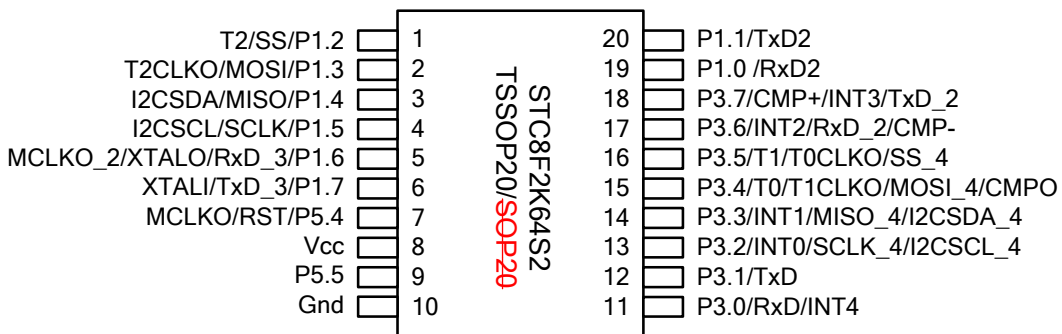 T2/SS/P1.2 1
T2CLKO/MOSI/P1.3 2
I2CSDA/MISO/P1.4 3
I2CSCL/SCLK/P1.5 4
MCLKO_2/XTALO/RxD_3/P1.6 5
XTALI/TxD_3/P1.7 6
MCLKO/RST/P5.4 7
Vcc 8
P5.5 9
Gnd 10
STC8F2K64S2
TSSOP20/SOP20
20 P1.1/TxD2
19 P1.0 /RxD2
18 P3.7/CMP+/INT3/TxD_2
17 P3.6/INT2/RxD_2/CMP-
16 P3.5/T1/T0CLKO/SS_4
15 P3.4/T0/T1CLKO/MOSI_4/CMPO
14 P3.3/INT1/MISO_4/I2CSDA_4
13 P3.2/INT0/SCLK_4/I2CSCL_4
12 P3.1/TxD
11 P3.0/RxD/INT4